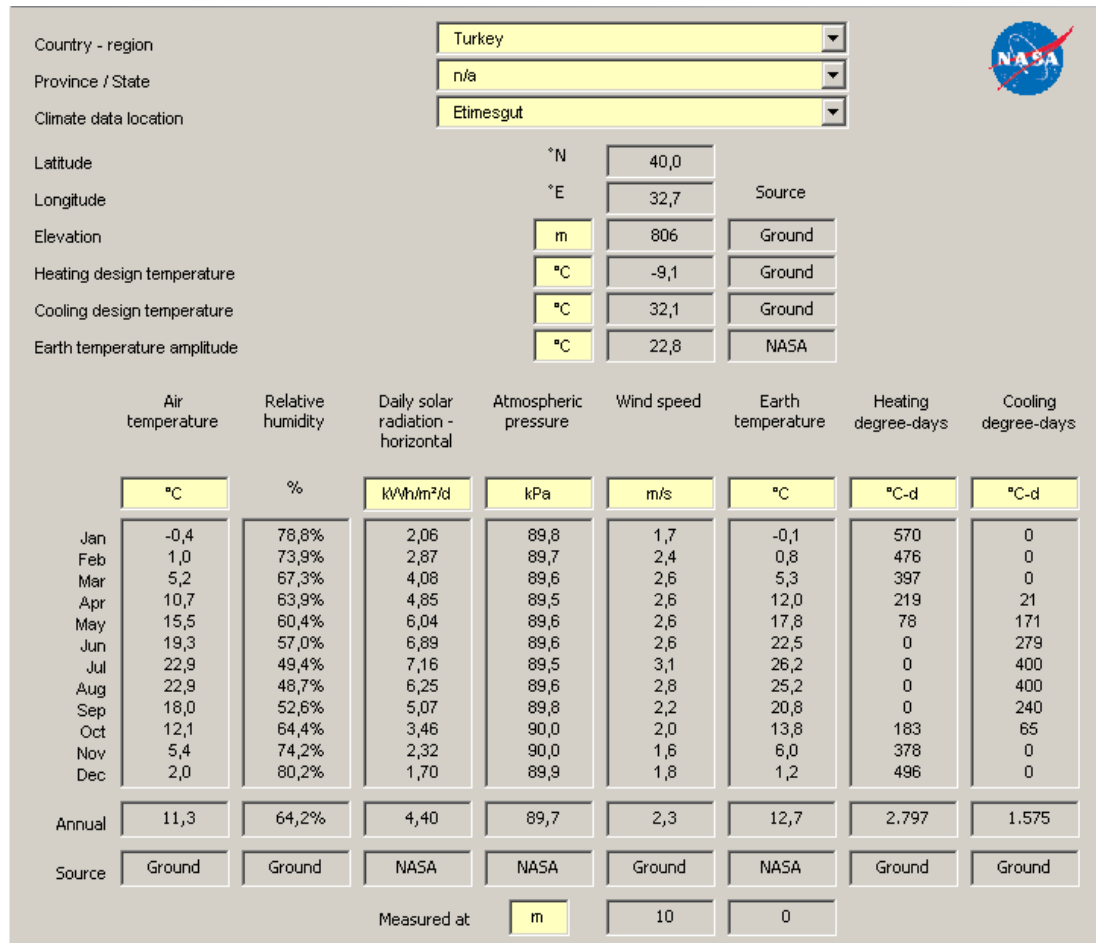 Country - region Turkey
NASA
Province / State n/a
Climate data location Etimesgut
Latitude °N 40,0
Longitude °E 32,7 Source
Elevation m 806 Ground
Heating design temperature °C -9,1 Ground
Cooling design temperature °C 32,1 Ground
Earth temperature amplitude °C 22,8 NASA
Air Relative Daily solar Atmospheric Wind speed Earth Heating Cooling
temperature humidity radiation - pressure temperature degree-days degree-days
horizontal
°C % kWh/m²/d kPa m/s °C °C-d °C-d
Jan -0,4 78,8% 2,06 89,8 1,7 -0,1 570 0
Feb 1,0 73,9% 2,87 89,7 2,4 0,8 476 0
Mar 5,2 67,3% 4,08 89,6 2,6 5,3 397 0
Apr 10,7 63,9% 4,85 89,5 2,6 12,0 219 21
May 15,5 60,4% 6,04 89,6 2,6 17,8 78 171
Jun 19,3 57,0% 6,89 89,6 2,6 22,5 0 279
Jul 22,9 49,4% 7,16 89,5 3,1 26,2 0 400
Aug 22,9 48,7% 6,25 89,6 2,8 25,2 0 400
Sep 18,0 52,6% 5,07 89,8 2,2 20,8 0 240
Oct 12,1 64,4% 3,46 90,0 2,0 13,8 183 65
Nov 5,4 74,2% 2,32 90,0 1,6 6,0 378 0
Dec 2,0 80,2% 1,70 89,9 1,8 1,2 496 0
Annual 11,3 64,2% 4,40 89,7 2,3 12,7 2.797 1.575
Source Ground Ground NASA NASA Ground NASA Ground Ground
Measured at m 10 0